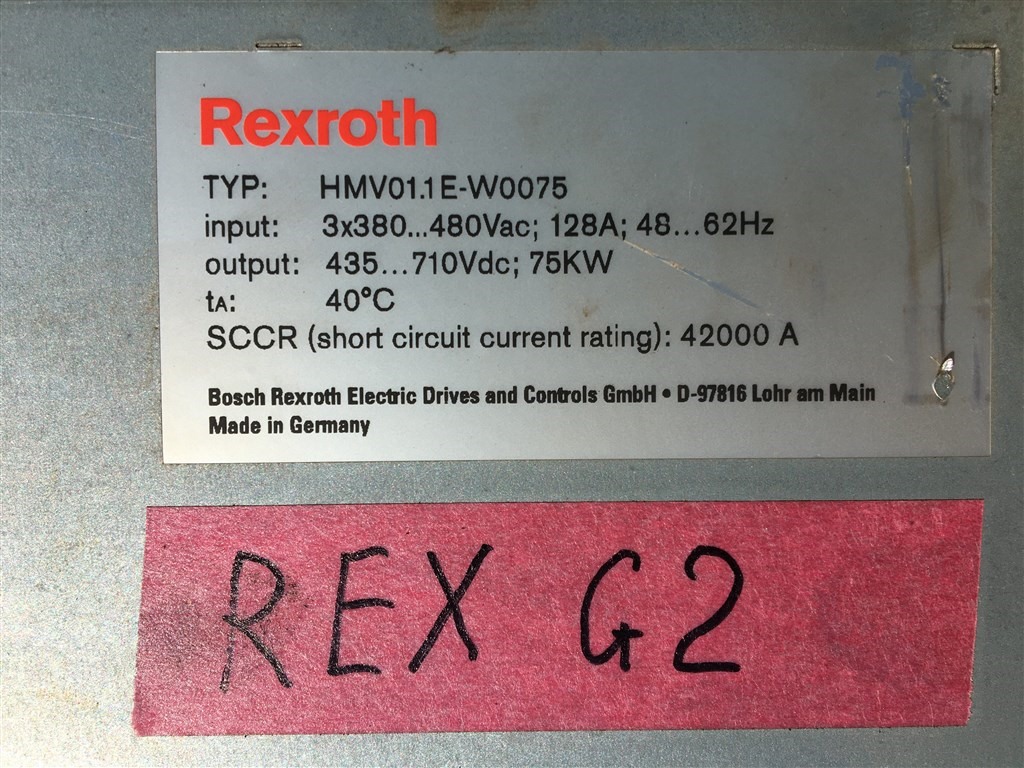 Rexroth
TYP: HMV01.1E-W0075
input: 3x380...480Vac; 128A; 48...62Hz
output: 435...710Vdc; 75KW
tA: 40°C
SCCR (short circuit current rating): 42000 A
Bosch Rexroth Electric Drives and Controls GmbH • D-97816 Lohr am Main
Made in Germany
REX G2